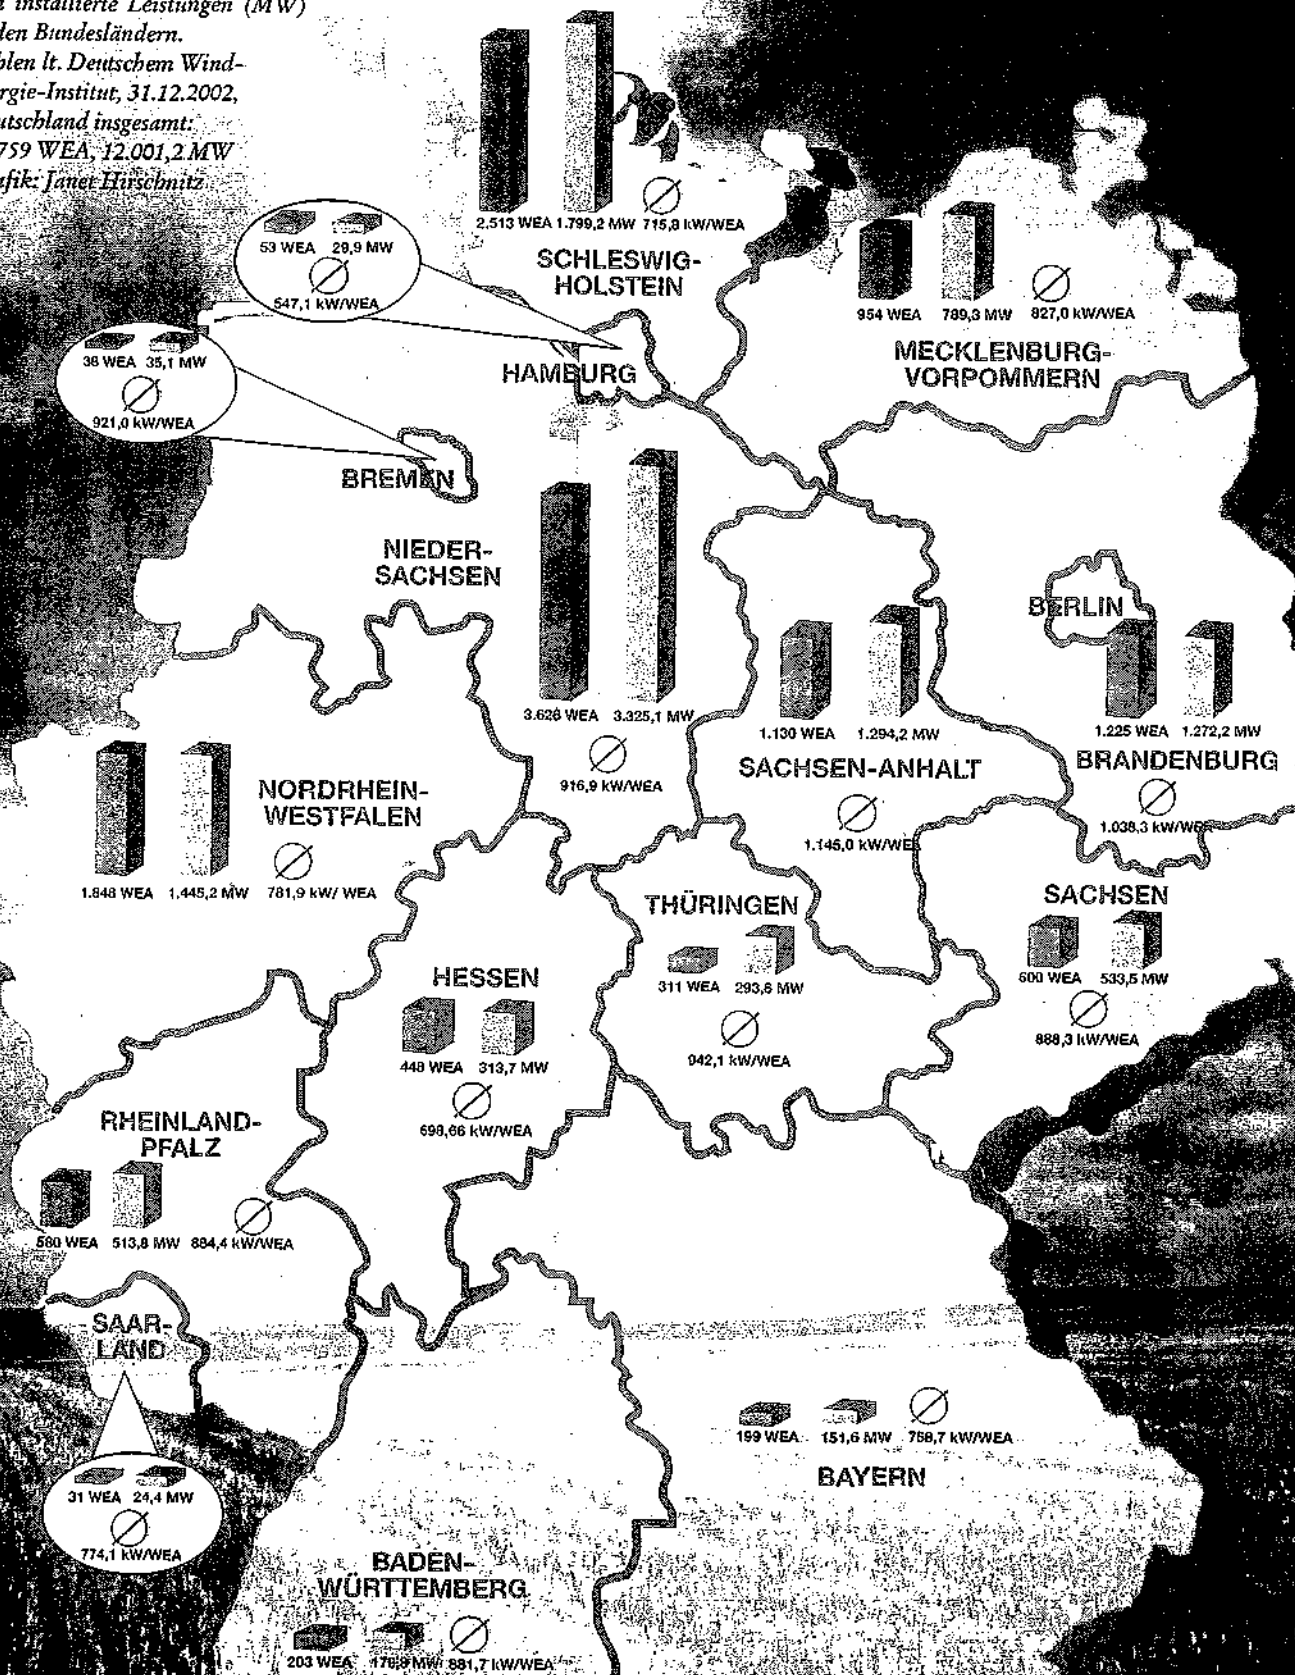 installierte Leistungen (MW)
den Bundesländern.
hlen lt. Deutschem Wind-
rgie-Institut, 31.12.2002,
utschland insgesamt:
759 WEA, 12.001,2 MW
afik: Janet Hirschnitz
2.513 WEA 1.799,2 MW 715,8 kW/WEA
SCHLESWIG-
HOLSTEIN
53 WEA 29,9 MW
547,1 kW/WEA
954 WEA 789,3 MW 827,0 kW/WEA
MECKLENBURG-
VORPOMMERN
38 WEA 35,1 MW
921,0 kW/WEA
HAMBURG
BREMEN
NIEDER-
SACHSEN
3.626 WEA 3.325,1 MW
916,9 kW/WEA
BERLIN
1.130 WEA 1.294,2 MW
SACHSEN-ANHALT
1.145,0 kW/WEA
1.225 WEA 1.272,2 MW
BRANDENBURG
1.038,3 kW/WEA
NORDRHEIN-
WESTFALEN
1.848 WEA 1.445,2 MW 781,9 kW/ WEA
THÜRINGEN
311 WEA 293,6 MW
942,1 kW/WEA
SACHSEN
600 WEA 533,5 MW
888,3 kW/WEA
HESSEN
448 WEA 313,7 MW
698,66 kW/WEA
RHEINLAND-
PFALZ
580 WEA 513,8 MW 884,4 kW/WEA
SAAR-
LAND
31 WEA 24,4 MW
774,1 kW/WEA
199 WEA 151,6 MW 758,7 kW/WEA
BAYERN
BADEN-
WÜRTTEMBERG
203 WEA MW 881,7 kW/WEA